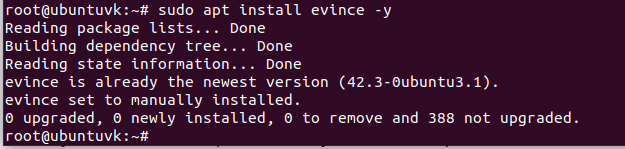 root@ubuntuvk:~# sudo apt install evince -y
Reading package lists... Done
Building dependency tree... Done
Reading state information... Done
evince is already the newest version (42.3-0ubuntu3.1).
evince set to manually installed.
0 upgraded, 0 newly installed, 0 to remove and 388 not upgraded.
root@ubuntuvk:~#